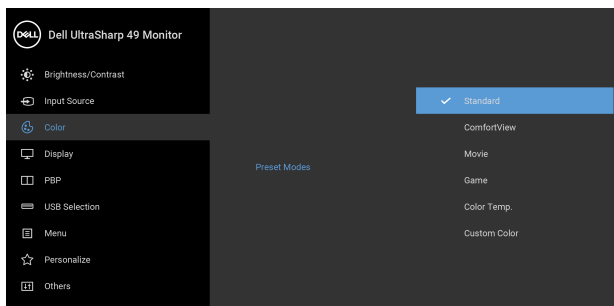 DELL
Dell UltraSharp 49 Monitor
Brightness/Contrast
Input Source
Color
Display
PBP
USB Selection
Menu
Personalize
Others
Preset Modes
Standard
ComfortView
Movie
Game
Color Temp.
Custom Color